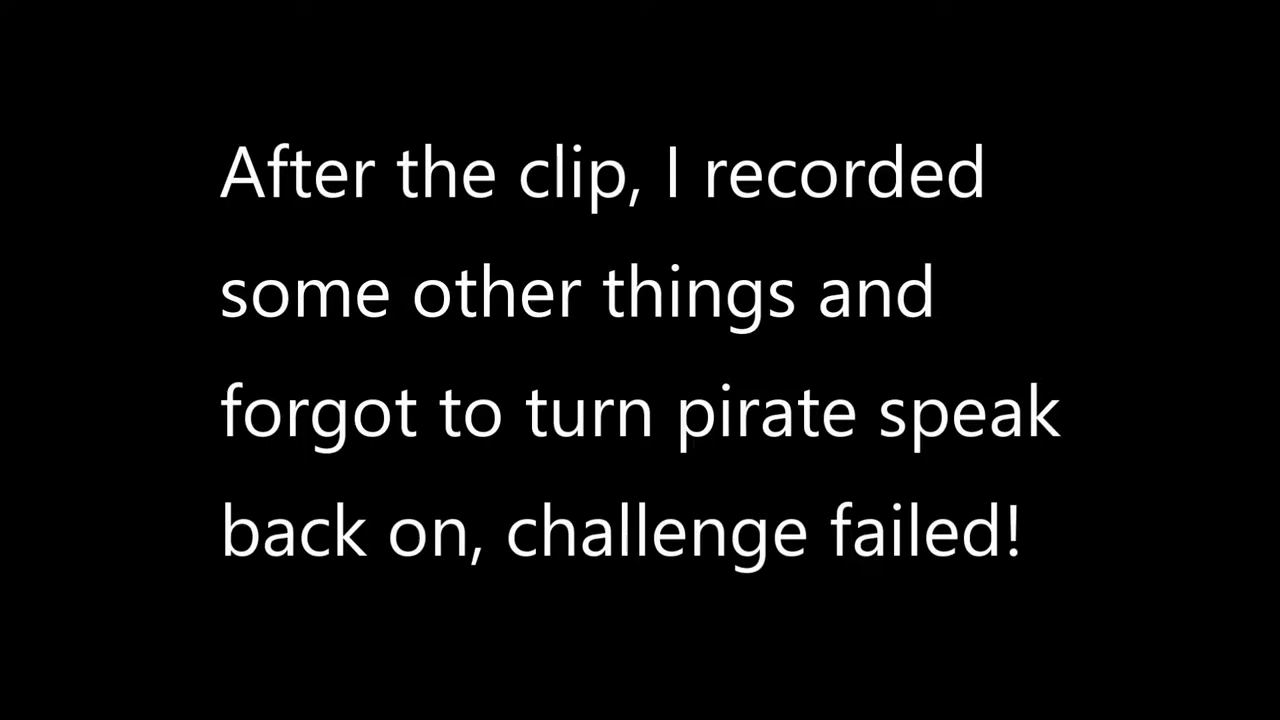 After the clip, I recorded
some other things and
forgot to turn pirate speak
back on, challenge failed!